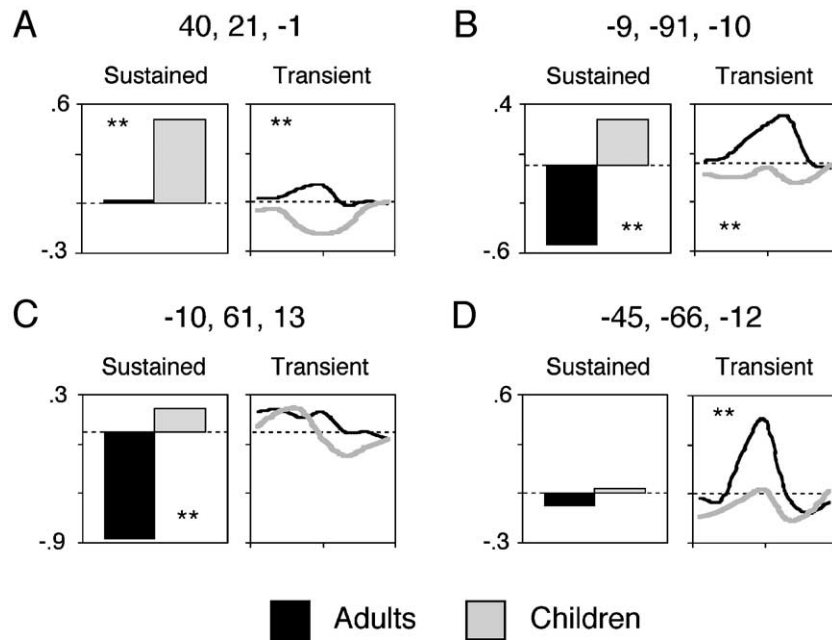 A 40, 21, -1
Sustained Transient
.6
** **
-.3
B -9, -91, -10
Sustained Transient
.4
** **
-.6
C -10, 61, 13
Sustained Transient
.3
**
-.9
D -45, -66, -12
Sustained Transient
.6
**
-.3
Adults Children